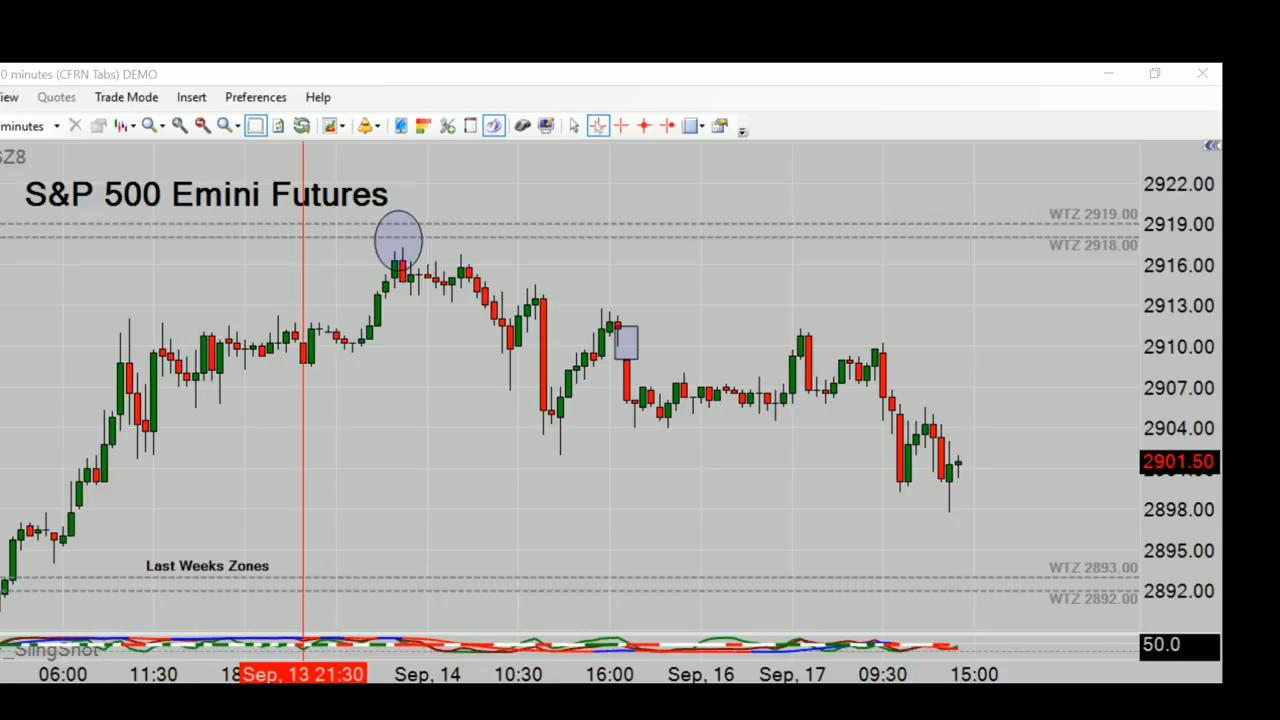 0 minutes (CFRN Tabs) DEMO
iew Quotes Trade Mode Insert Preferences Help
minutes
SZ8
S&P 500 Emini Futures
2922.00
WTZ 2919.00
2919.00
WTZ 2918.00
2916.00
2913.00
2910.00
2907.00
2904.00
2901.50
2898.00
2895.00
Last Weeks Zones
WTZ 2893.00
2892.00
WTZ 2892.00
_SlingShot
50.0
06:00 11:30 18 Sep, 13 21:30 Sep, 14 10:30 16:00 Sep, 16 Sep, 17 09:30 15:00